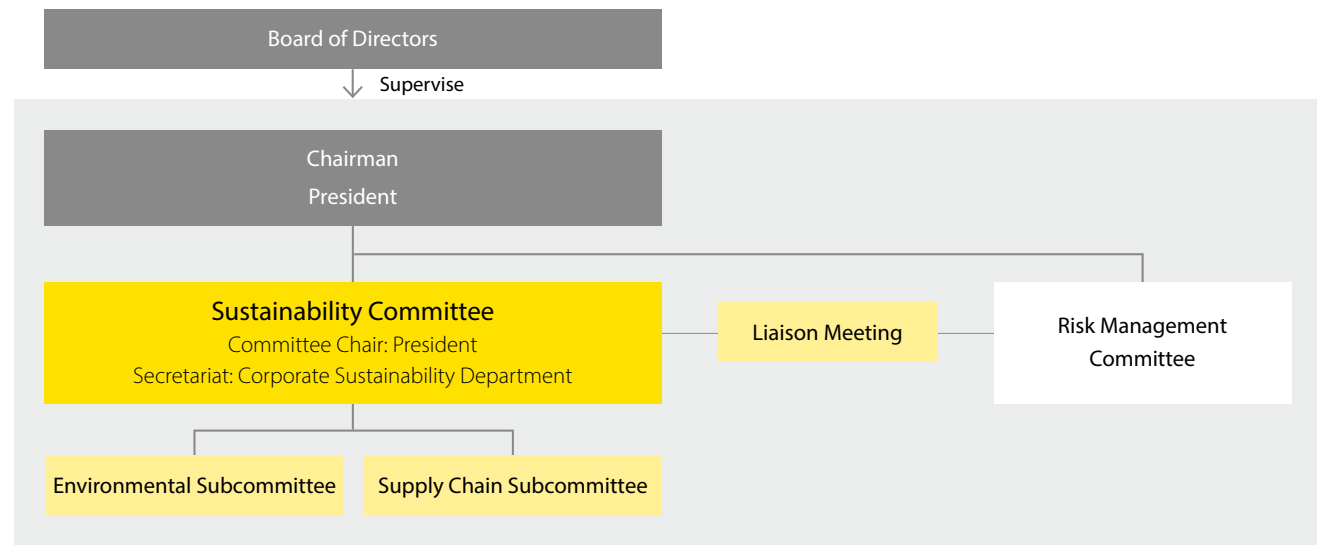 Board of Directors
Supervise
Chairman
President
Sustainability Committee
Committee Chair: President
Secretariat: Corporate Sustainability Department
Liaison Meeting
Risk Management
Committee
Environmental Subcommittee
Supply Chain Subcommittee